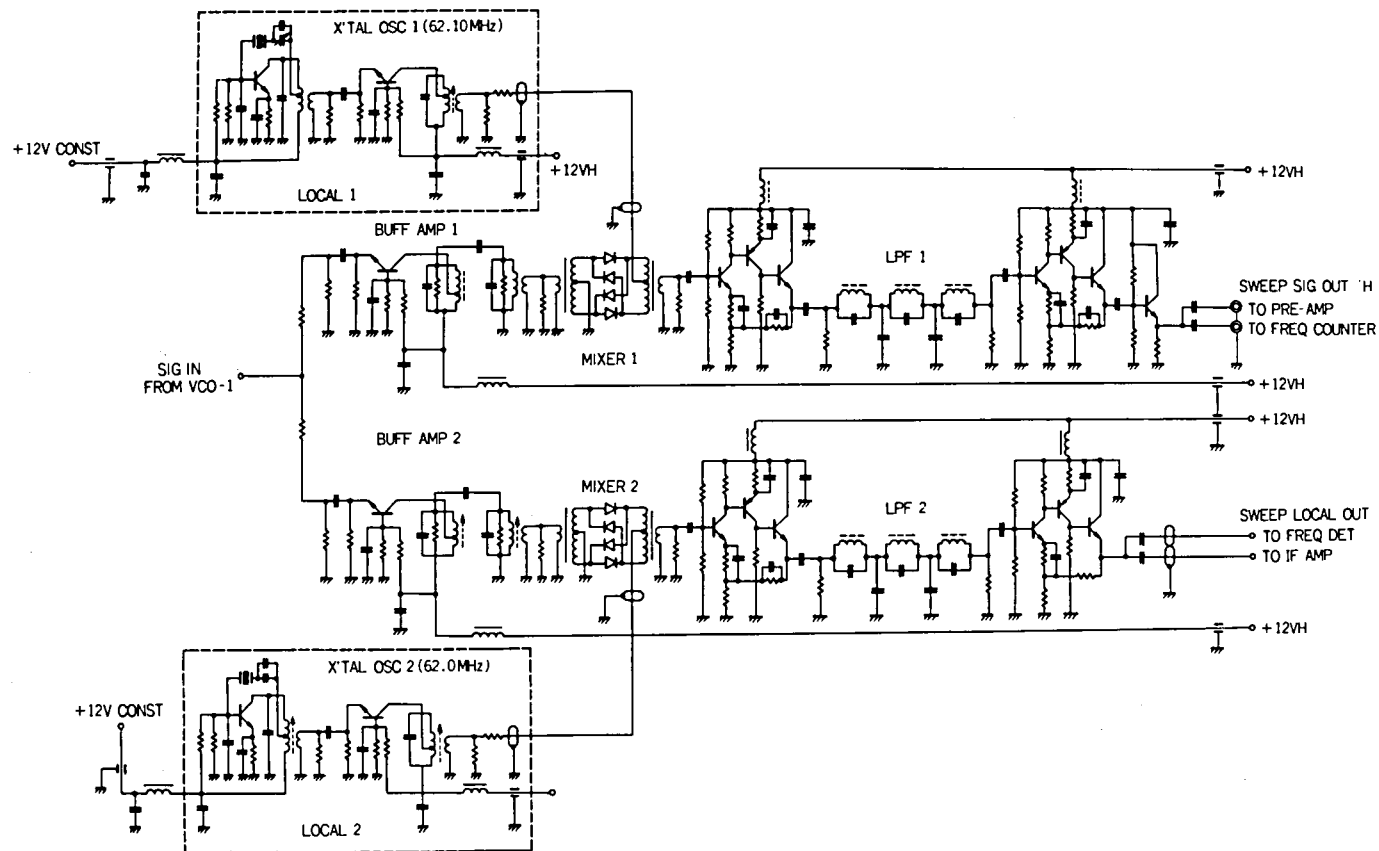 X'TAL OSC 1 (62.10MHz)
+12V CONST
+12VH
LOCAL 1
BUFF AMP 1
+12VH
LPF 1
SWEEP SIG OUT 'H
TO PRE-AMP
TO FREQ COUNTER
MIXER 1
SIG IN
FROM VCO-1
+12VH
+12VH
BUFF AMP 2
MIXER 2
LPF 2
SWEEP LOCAL OUT
TO FREQ DET
TO IF AMP
+12VH
X'TAL OSC 2 (62.0MHz)
+12V CONST
LOCAL 2